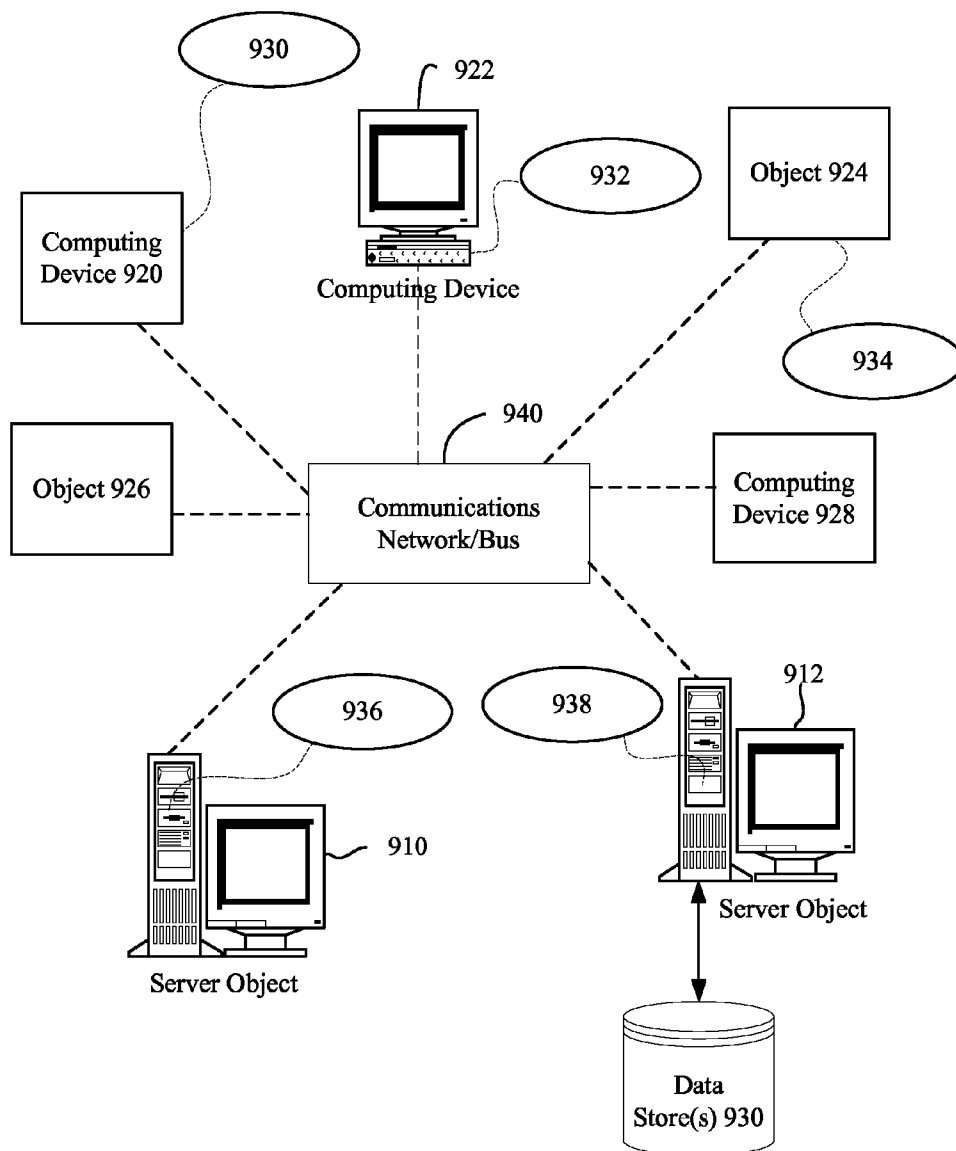 930
922
932
Object 924
Computing
Device 920
Computing Device
934
940
Object 926
Communications
Network/Bus
Computing
Device 928
936
938
912
910
Server Object
Server Object
Data
Store(s) 930